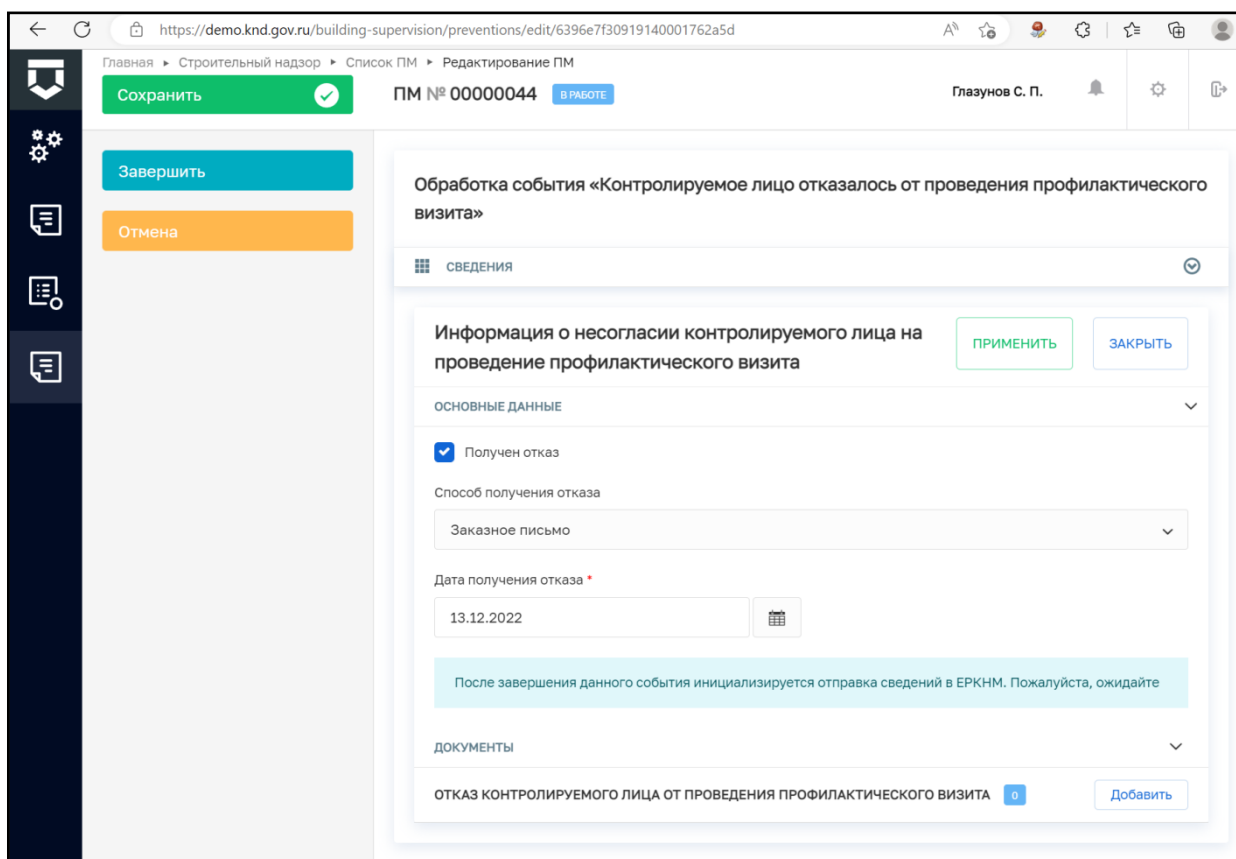 https://demo.knd.gov.ru/building-supervision/preventions/edit/6396e7f30919140001762a5d
Главная ▸ Строительный надзор ▸ Список ПМ ▸ Редактирование ПМ
Сохранить
ПМ № 00000044 В РАБОТЕ
Глазунов С. П.
Завершить
Отмена
Обработка события «Контролируемое лицо отказалось от проведения профилактического
визита»
СВЕДЕНИЯ
Информация о несогласии контролируемого лица на
проведение профилактического визита
ПРИМЕНИТЬ
ЗАКРЫТЬ
ОСНОВНЫЕ ДАННЫЕ
Получен отказ
Способ получения отказа
Заказное письмо
Дата получения отказа *
13.12.2022
После завершения данного события инициализируется отправка сведений в ЕРКНМ. Пожалуйста, ожидайте
ДОКУМЕНТЫ
ОТКАЗ КОНТРОЛИРУЕМОГО ЛИЦА ОТ ПРОВЕДЕНИЯ ПРОФИЛАКТИЧЕСКОГО ВИЗИТА 0
Добавить